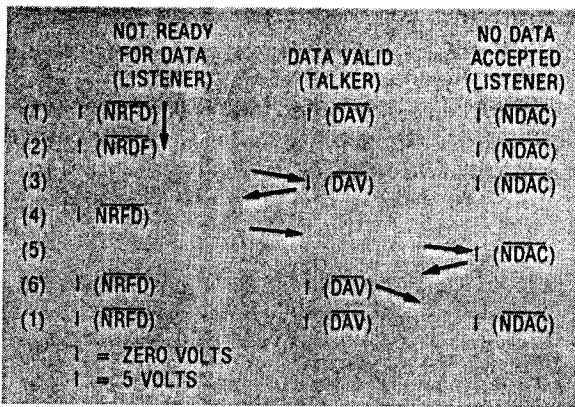 NOT READY FOR DATA (LISTENER) DATA VALID (TALKER) NO DATA ACCEPTED (LISTENER)
(1) I (NRFD) I (DAV) I (NDAC)
(2) I (NRDF) I (NDAC)
(3) I (DAV) I (NDAC)
(4) I NRFD)
(5) I (NDAC)
(6) I (NRFD) I (DAV)
(1) I (NRFD) I (DAV) I (NDAC)
I = ZERO VOLTS
I = 5 VOLTS